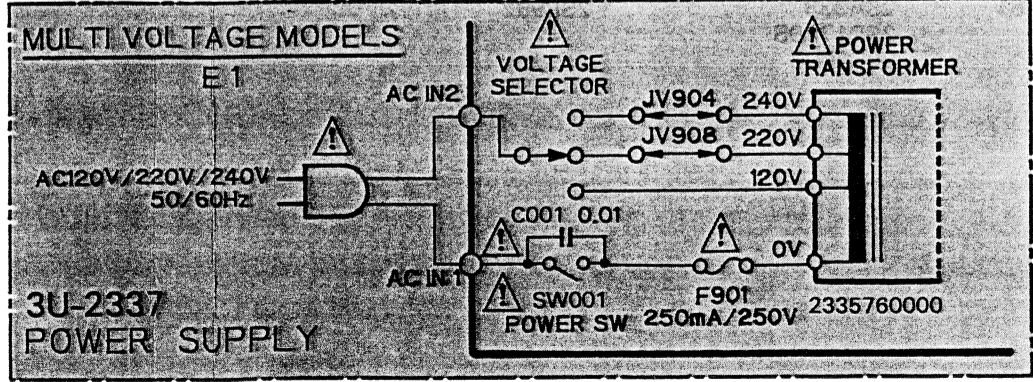 MULTI VOLTAGE MODELS
E1
AC IN2
VOLTAGE
SELECTOR
POWER
TRANSFORMER
JV904
240V
JV908
220V
120V
AC120V/220V/240V
50/60Hz
C001 0.01
0V
AC IN1
SW001
POWER SW
F901
250mA/250V
2335760000
3U-2337
POWER SUPPLY